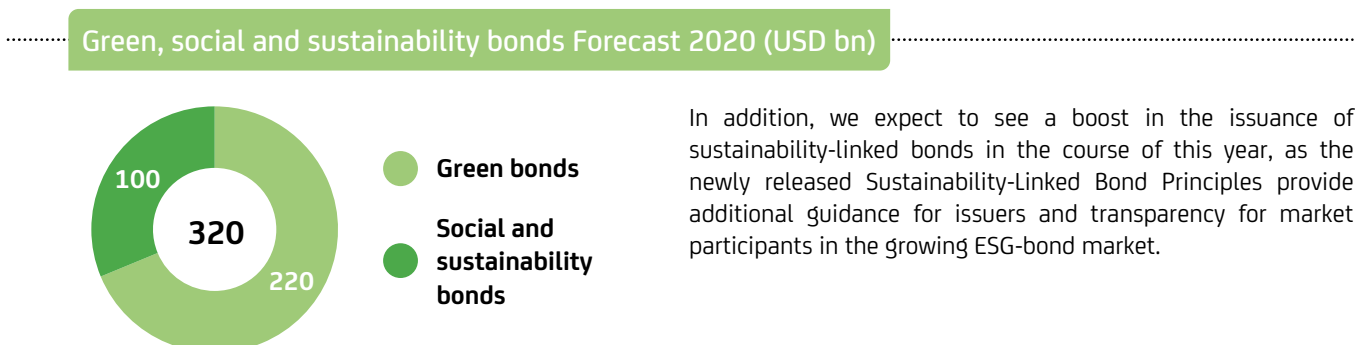 Green, social and sustainability bonds Forecast 2020 (USD bn)
100
320
220
Green bonds
Social and
sustainability
bonds
In addition, we expect to see a boost in the issuance of
sustainability-linked bonds in the course of this year, as the
newly released Sustainability-Linked Bond Principles provide
additional guidance for issuers and transparency for market
participants in the growing ESG-bond market.